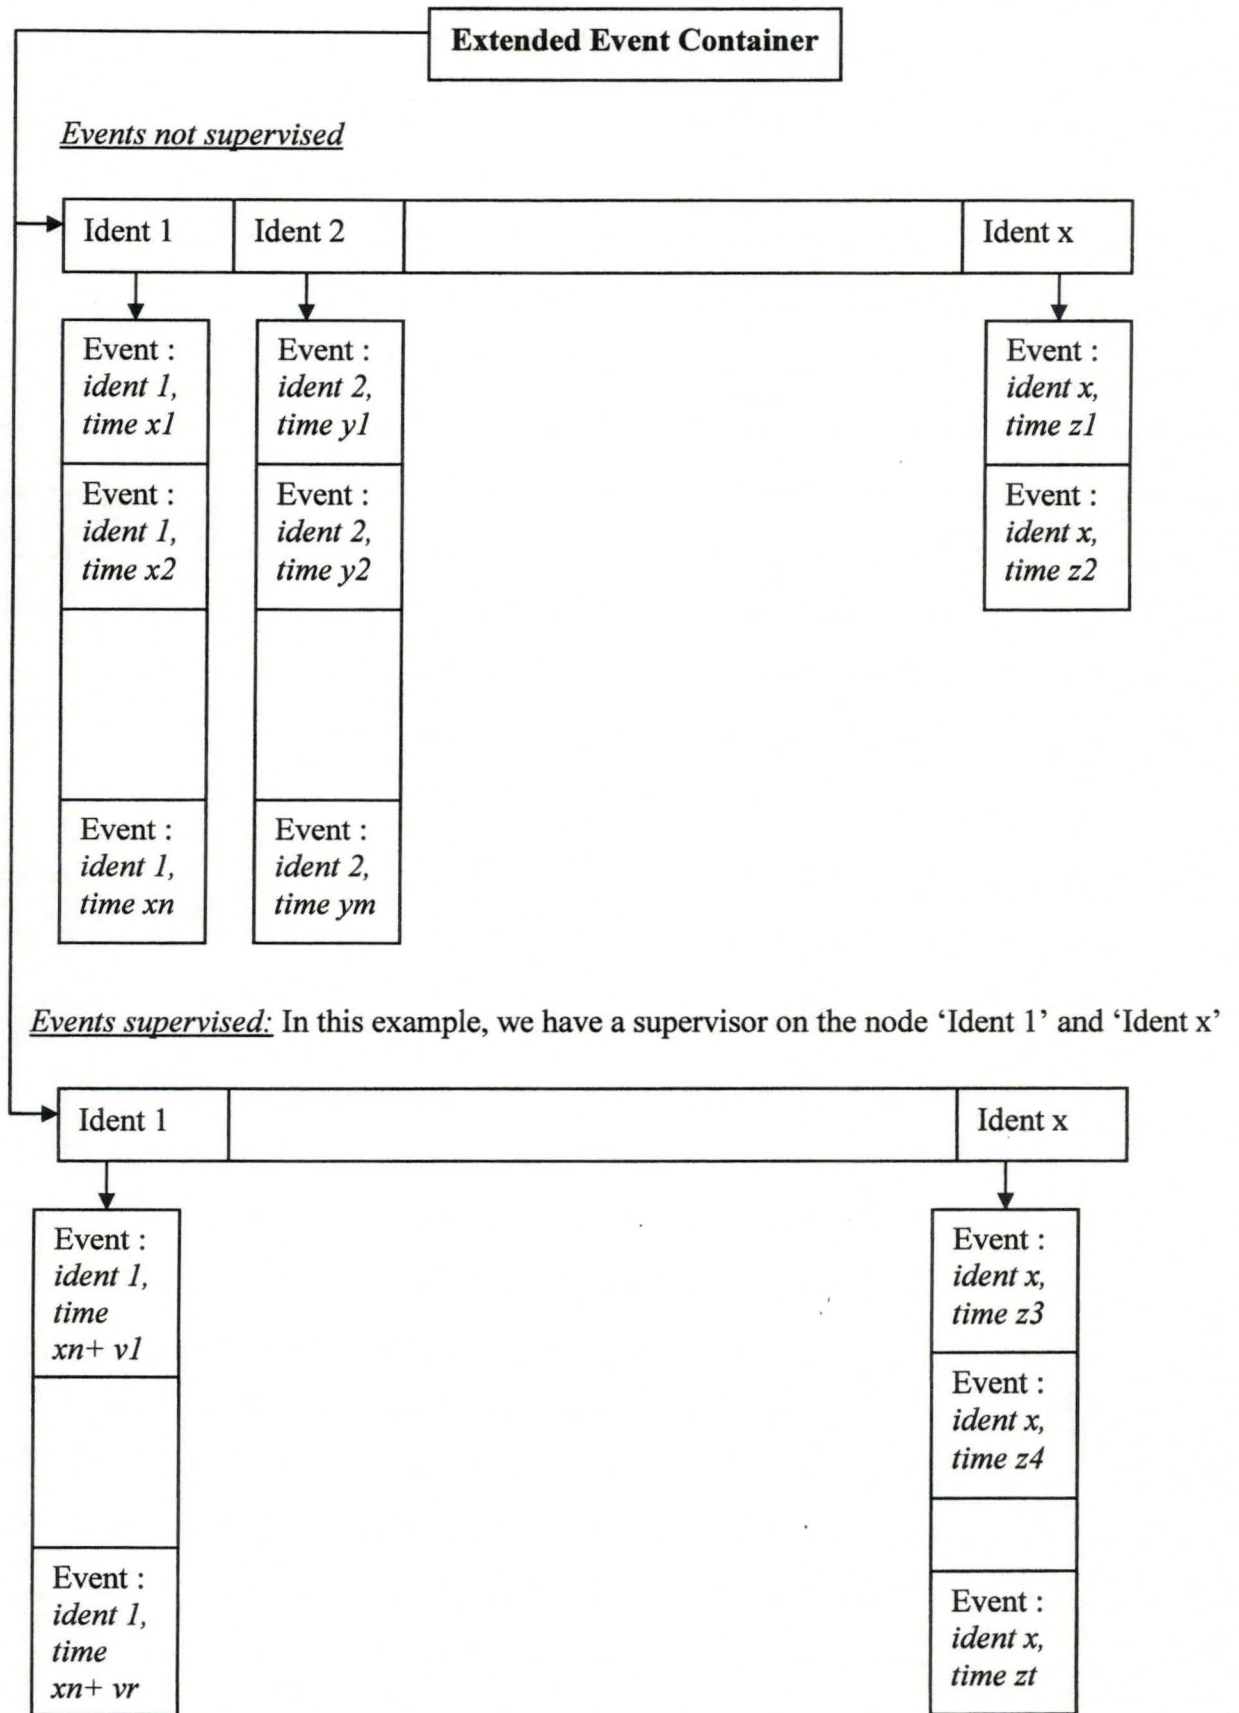 Extended Event Container
Events not supervised
Ident 1
Ident 2
Ident x
Event :
ident 1,
time x1
Event :
ident 1,
time x2
Event :
ident 1,
time xn
Event :
ident 2,
time y1
Event :
ident 2,
time y2
Event :
ident 2,
time ym
Event :
ident x,
time z1
Event :
ident x,
time z2
Events supervised: In this example, we have a supervisor on the node ‘Ident 1’ and ‘Ident x’
Ident 1
Ident x
Event :
ident 1,
time
xn+ v1
Event :
ident 1,
time
xn+ vr
Event :
ident x,
time z3
Event :
ident x,
time z4
Event :
ident x,
time zt